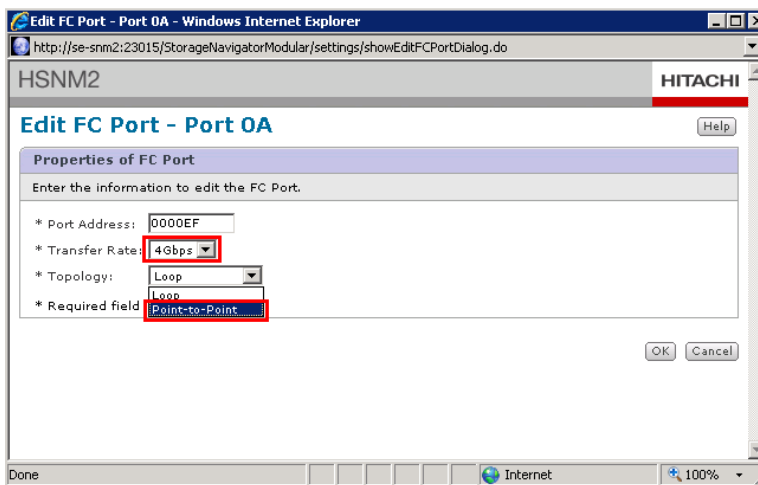 Edit FC Port - Port 0A - Windows Internet Explorer
http://se-snm2:23015/StorageNavigatorModular/settings/showEditFCPortDialog.do
HSNM2
HITACHI
Edit FC Port - Port 0A
Help
Properties of FC Port
Enter the information to edit the FC Port.
* Port Address: 0000EF
* Transfer Rate: 4Gbps
* Topology: Loop
Loop
* Required field
Point-to-Point
OK Cancel
Done
Internet
100%